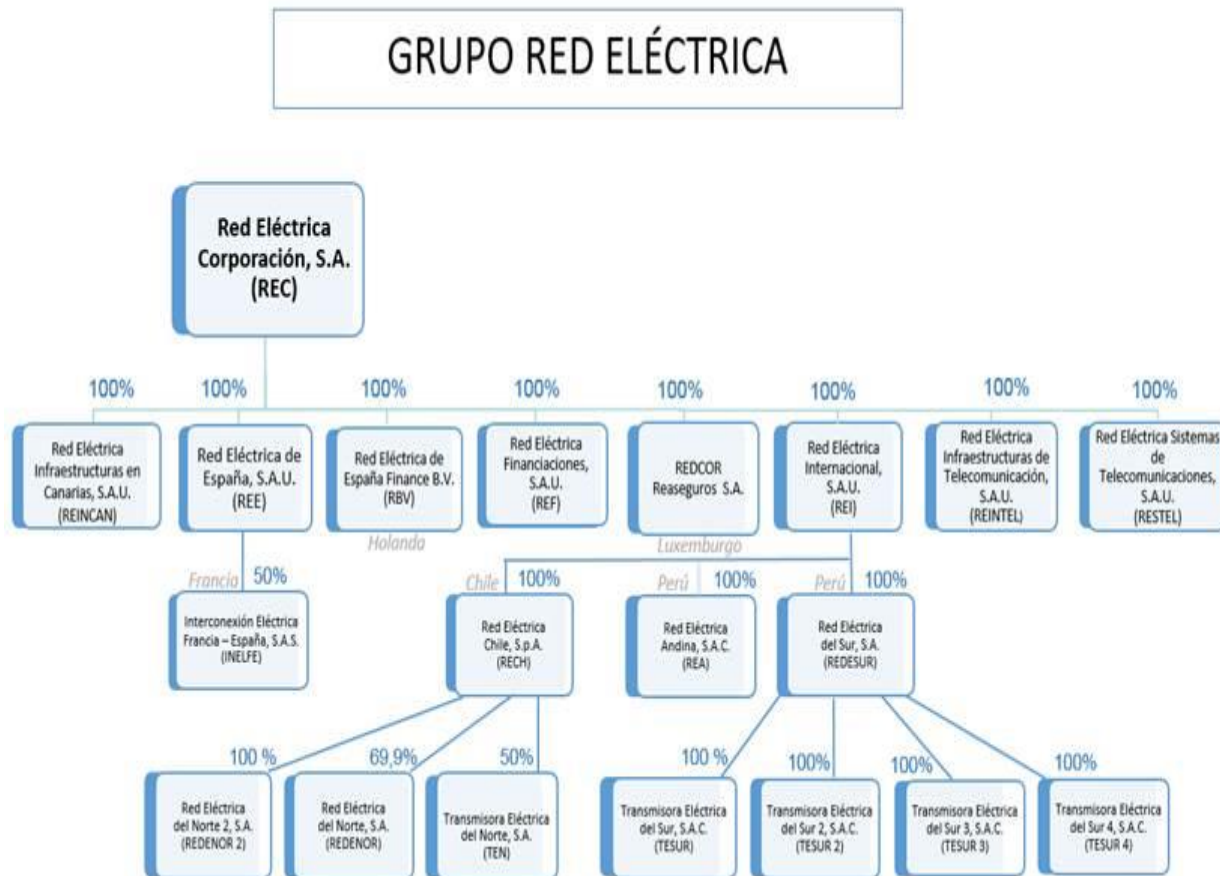 GRUPO RED ELÉCTRICA
Red Eléctrica
Corporación, S.A.
(REC)
100%
100%
100%
100%
100%
100%
100%
100%
Red Eléctrica
Infraestructuras en
Canarias, S.A.U.
(REINCAN)
Red Eléctrica de
España, S.A.U.
(REE)
Red Eléctrica de
España Finance B.V.
(RBV)
Red Eléctrica
Financiaciones,
S.A.U.
(REF)
REDCOR
Reaseguros S.A.
Red Eléctrica
Internacional,
S.A.U.
(REI)
Red Eléctrica
Infraestructuras de
Telecomunicación,
S.A.U.
(REINTEL)
Red Eléctrica Sistemas
de
Telecomunicaciones,
S.A.U.
(RESTEL)
Holanda
Luxemburgo
Francia 50%
Chile 100%
Perú 100%
Perú 100%
Interconexión Eléctrica
Francia – España, S.A.S.
(INELFE)
Red Eléctrica
Chile, S.p.A.
(RECH)
Red Eléctrica
Andina, S.A.C.
(REA)
Red Eléctrica
del Sur, S.A.
(REDESUR)
100 %
69,9%
50%
100 %
100%
100%
100%
Red Eléctrica
del Norte 2, S.A.
(REDENOR 2)
Red Eléctrica
del Norte, S.A.
(REDENOR)
Transmisora Eléctrica
del Norte, S.A.
(TEN)
Transmisora Eléctrica
del Sur, S.A.C.
(TESUR)
Transmisora Eléctrica
del Sur 2, S.A.C.
(TESUR 2)
Transmisora Eléctrica
del Sur 3, S.A.C.
(TESUR 3)
Transmisora Eléctrica
del Sur 4, S.A.C.
(TESUR 4)